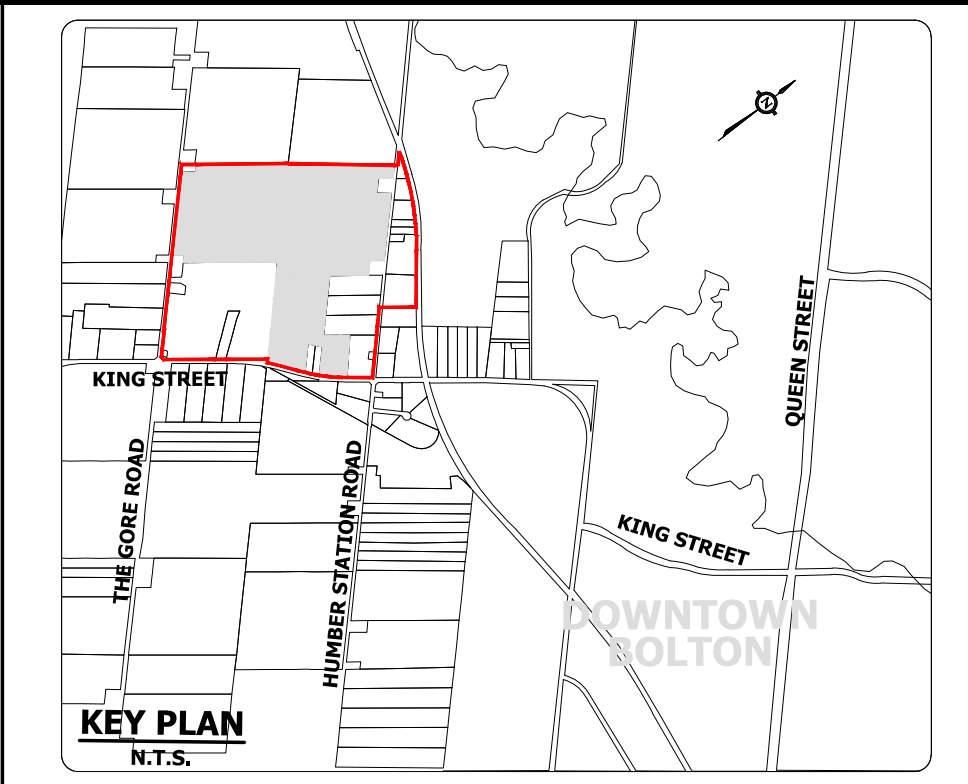 N
QUEEN STREET
KING STREET
THE GORE ROAD
HUMBER STATION ROAD
KING STREET
DOWNTOWN
BOLTON
KEY PLAN
N.T.S.